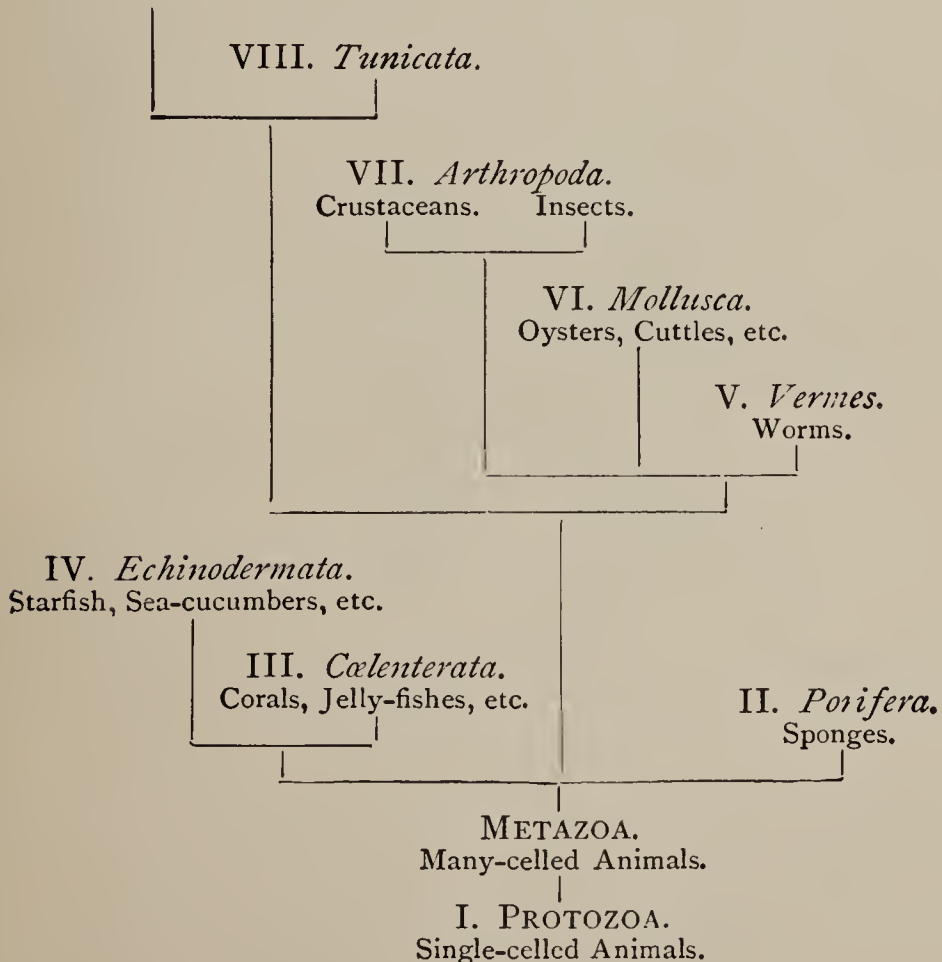 VIII. Tunicata.
VII. Arthropoda.
Crustaceans. Insects.
VI. Mollusca.
Oysters, Cuttles, etc.
V. Vermes.
Worms.
IV. Echinodermata.
Starfish, Sea-cucumbers, etc.
III. Cœlenterata.
Corals, Jelly-fishes, etc.
II. Porifera.
Sponges.
METAZOA.
Many-celled Animals.
I. PROTOZOA.
Single-celled Animals.